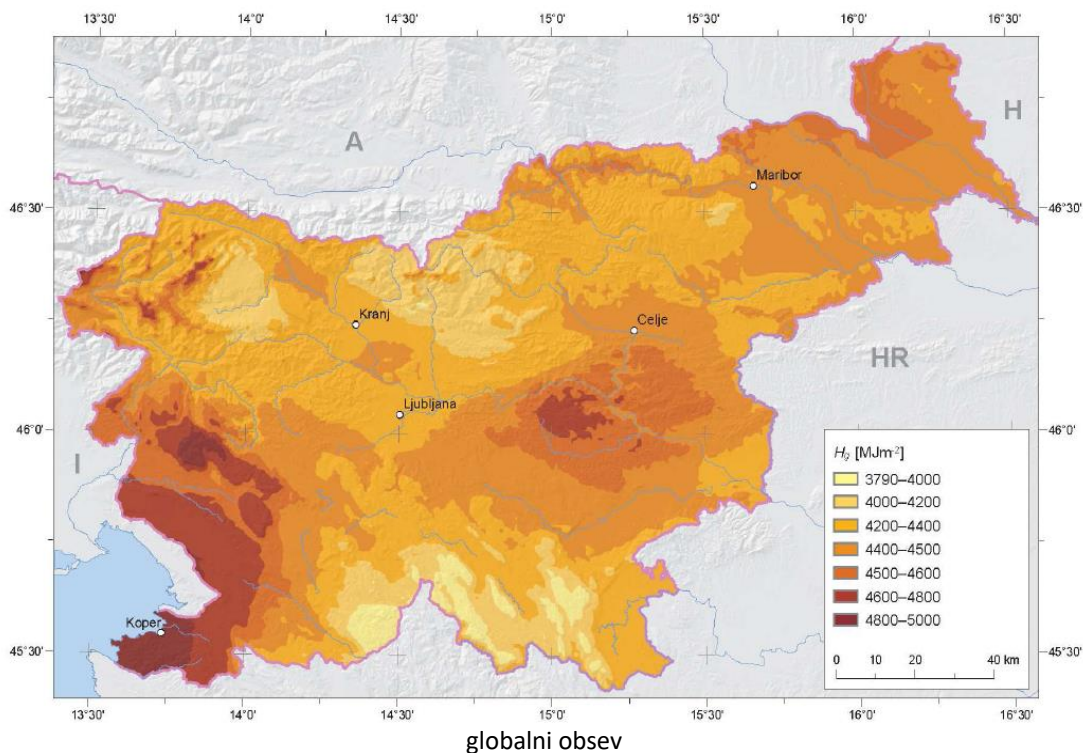 13°30' 14°0' 14°30' 15°0' 15°30' 16°0' 16°30'
A
H
Maribor
46°30' 46°30'
Kranj
Celje
HR
Ljubljana
46°0' 46°0'
I
Hg [MJm-2]
3790–4000
4000–4200
4200–4400
4400–4500
4500–4600
4600–4800
4800–5000
Koper
45°30' 45°30'
0 10 20 40 km
13°30' 14°0' 14°30' 15°0' 15°30' 16°0' 16°30'
globalni obsev